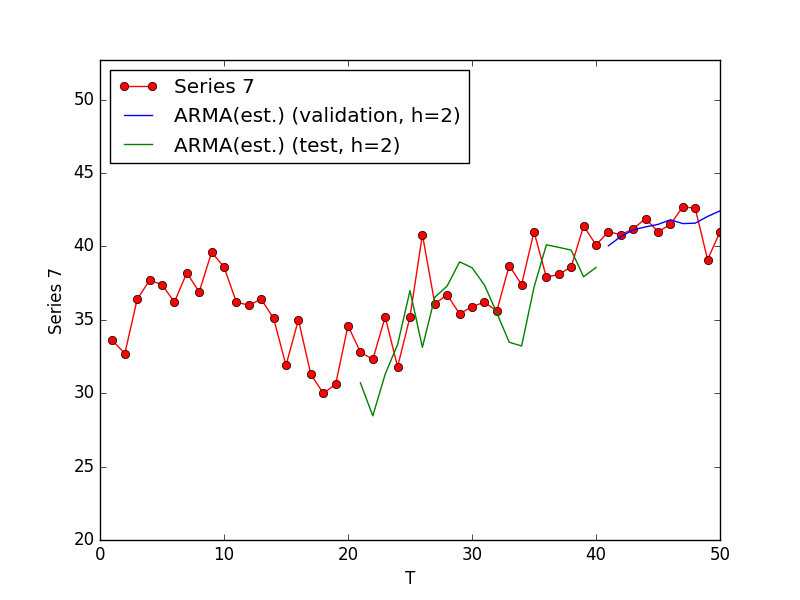 Series 7
ARMA(est.) (validation, h=2)
ARMA(est.) (test, h=2)
50
45
40
35
30
25
20
Series 7
0 10 20 30 40 50
T